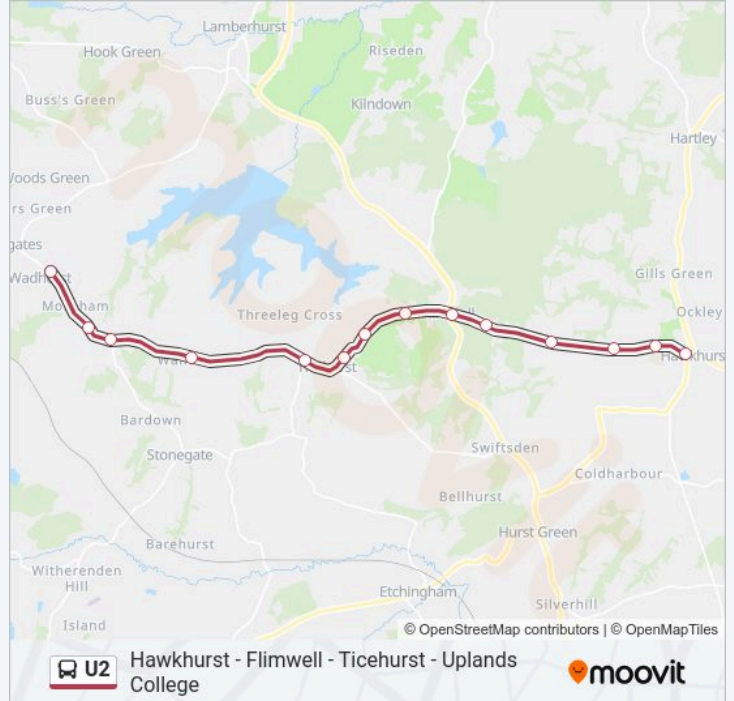 Lamberhurst
Hook Green
Riseden
Buss's Green
Kilndown
Hartley
oods Green
rs Green
gates
Gills Green
Threeleg Cross
Ockley
Bardown
Stonegate
Swiftsden
Coldharbour
Bellhurst
Hurst Green
Barehurst
Witherenden
Hill
Etchingham
Silverhill
Island
© OpenStreetMap contributors | © OpenMapTiles
U2
Hawkhurst - Flimwell - Ticehurst - Uplands
College
moovit